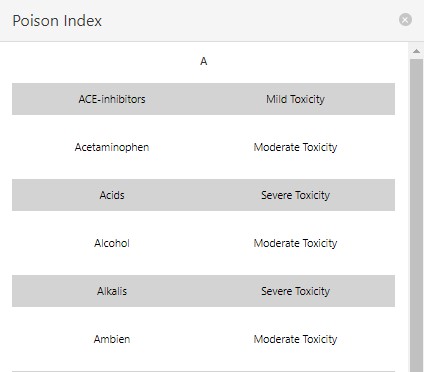 Poison Index
A
ACE-inhibitors Mild Toxicity
Acetaminophen Moderate Toxicity
Acids Severe Toxicity
Alcohol Moderate Toxicity
Alkalis Severe Toxicity
Ambien Moderate Toxicity